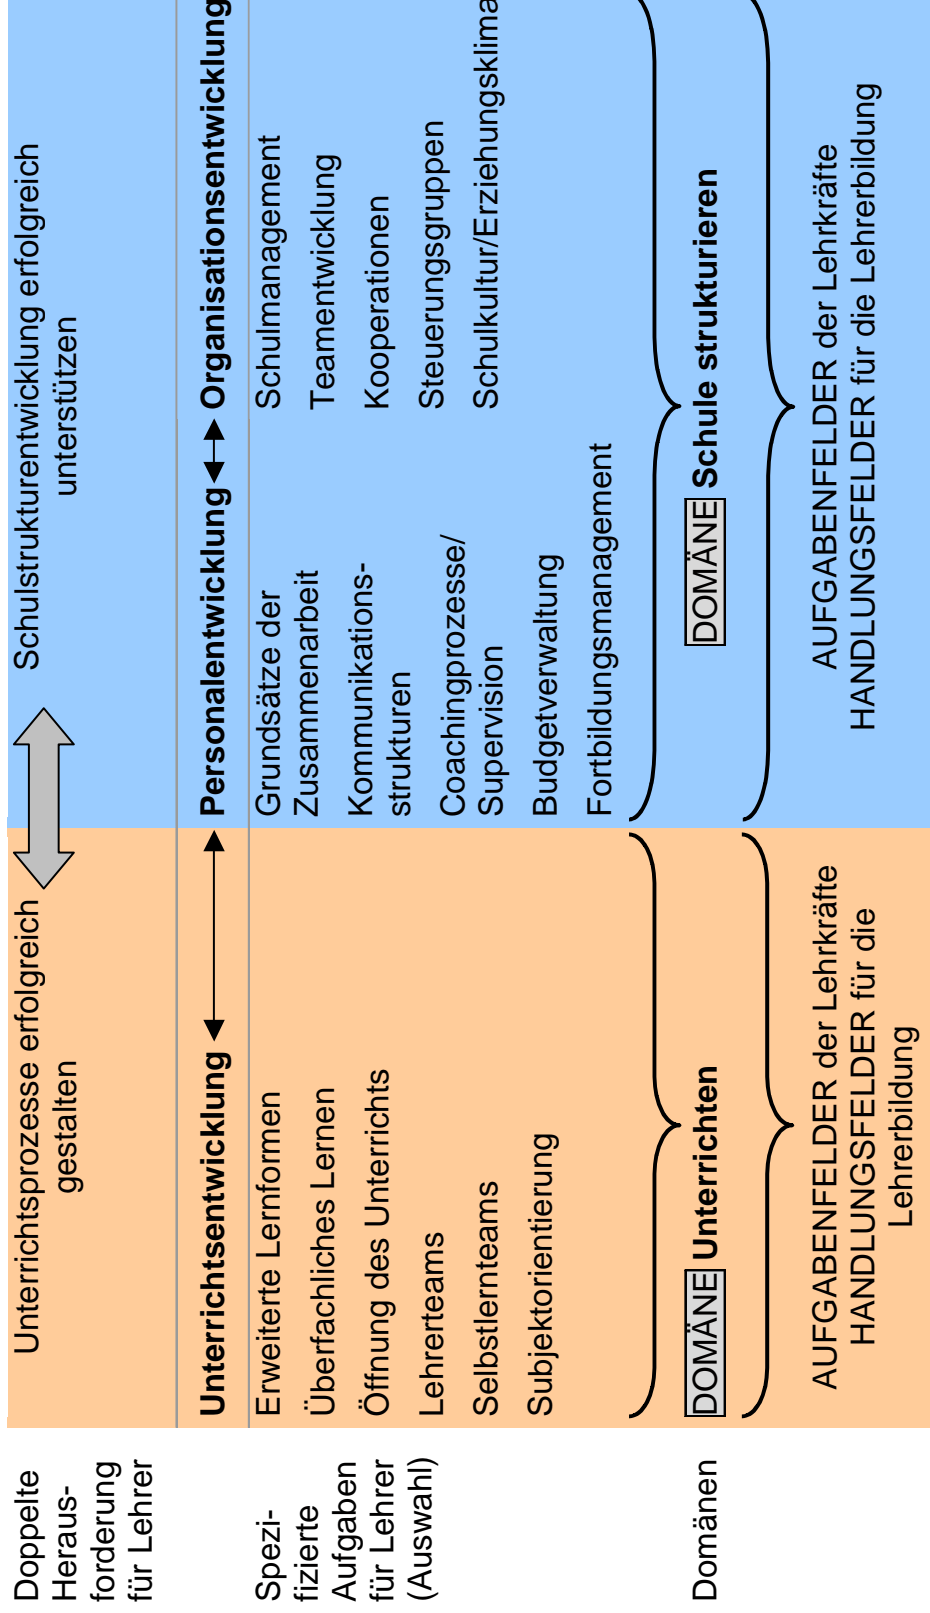 Doppelte
Heraus-
forderung
für Lehrer
Unterrichtsprozesse erfolgreich
gestalten
Schulstrukturentwicklung erfolgreich
unterstützen
Unterrichtsentwicklung
Personalentwicklung
Organisationsentwicklung
Spezi-
fizierte
Aufgaben
für Lehrer
(Auswahl)
Erweiterte Lernformen
Überfachliches Lernen
Öffnung des Unterrichts
Lehrerteams
Selbstlernteams
Subjektorientierung
Grundsätze der
Zusammenarbeit
Kommunikations-
strukturen
Coachingprozesse/
Supervision
Budgetverwaltung
Fortbildungsmanagement
Schulmanagement
Teamentwicklung
Kooperationen
Steuerungsgruppen
Schulkultur/Erziehungsklima
Domänen
DOMÄNE Unterrichten
DOMÄNE Schule strukturieren
AUFGABENFELDER der Lehrkräfte
HANDLUNGSFELDER für die
Lehrerbildung
AUFGABENFELDER der Lehrkräfte
HANDLUNGSFELDER für die Lehrerbildung